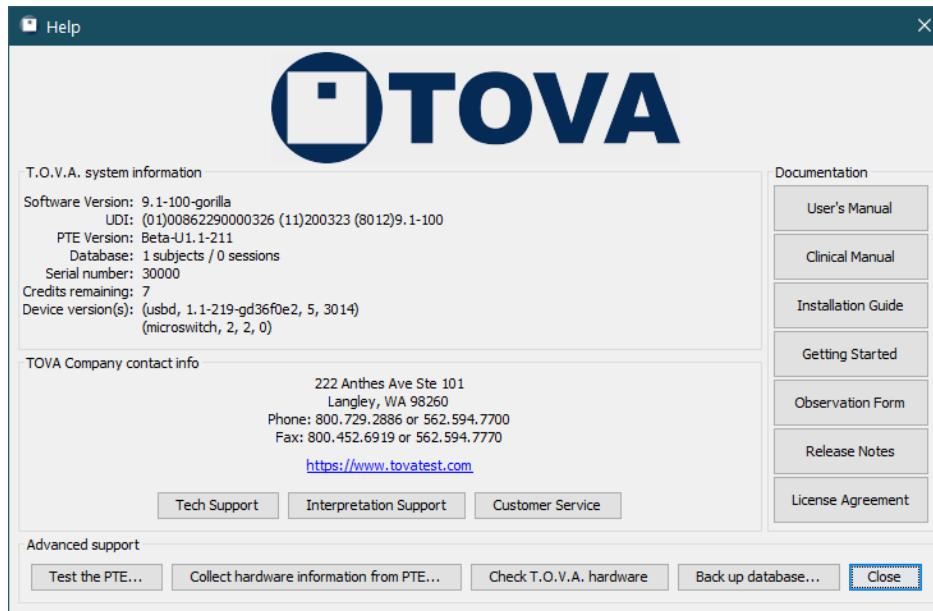 Help
TOVA
T.O.V.A. system information
Software Version: 9.1-100-gorilla
UDI: (01)00862290000326 (11)200323 (8012)9.1-100
PTE Version: Beta-U1.1-211
Database: 1 subjects / 0 sessions
Serial number: 30000
Credits remaining: 7
Device version(s): (usbd, 1.1-219-gd36f0e2, 5, 3014)
(microswitch, 2, 2, 0)
TOVA Company contact info
222 Anthes Ave Ste 101
Langley, WA 98260
Phone: 800.729.2886 or 562.594.7700
Fax: 800.452.6919 or 562.594.7770
https://www.tovatest.com
Tech Support
Interpretation Support
Customer Service
Documentation
User's Manual
Clinical Manual
Installation Guide
Getting Started
Observation Form
Release Notes
License Agreement
Advanced support
Test the PTE...
Collect hardware information from PTE...
Check T.O.V.A. hardware
Back up database...
Close